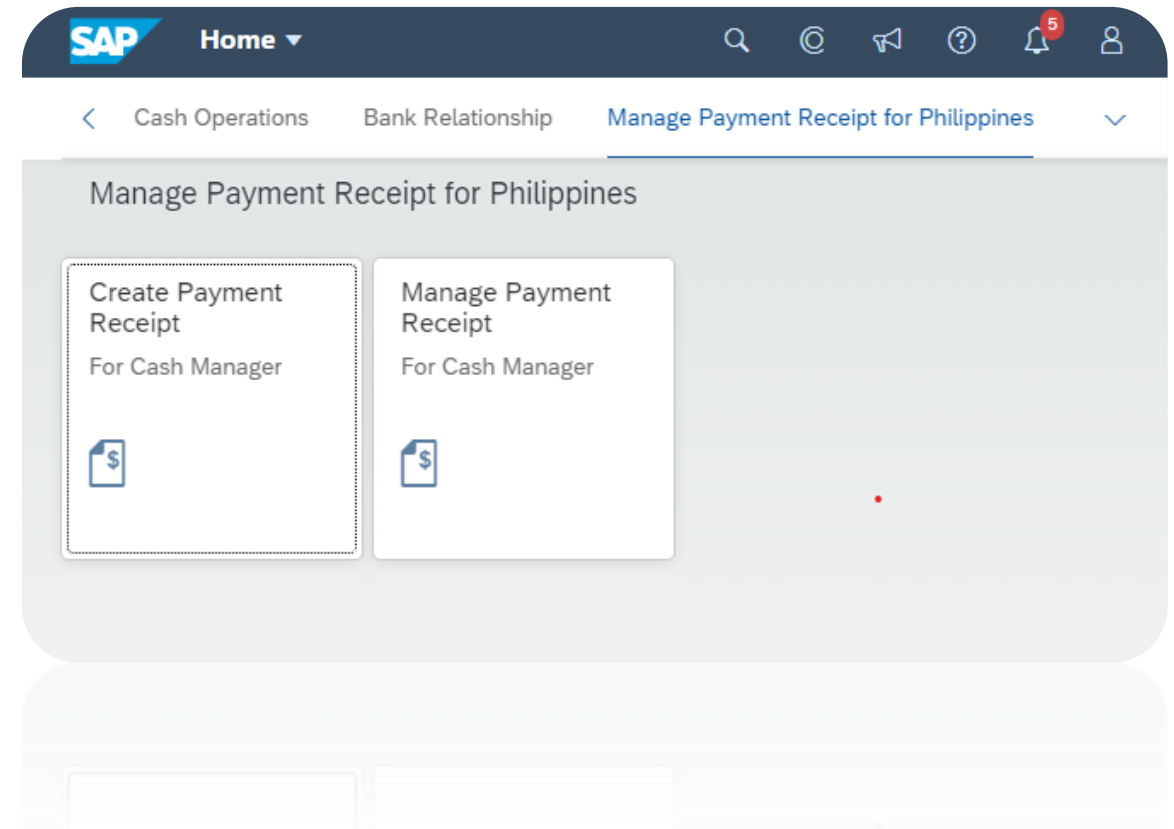 SAP Home
5
Cash Operations Bank Relationship Manage Payment Receipt for Philippines
Manage Payment Receipt for Philippines
Create Payment
Receipt
For Cash Manager
$
Manage Payment
Receipt
For Cash Manager
$